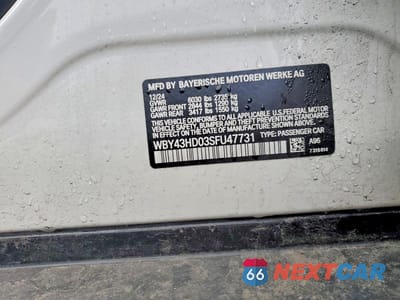 MFD BY BAYERISCHE MOTOREN WERKE AG
12/24
GVWR 6030 lbs 2735 kg
GAWR FRONT 2844 lbs 1290 kg
GAWR REAR 3417 lbs 1550 kg
THIS VEHICLE CONFORMS TO ALL APPLICABLE U.S. FEDERAL MOTOR
VEHICLE SAFETY, BUMPER, AND THEFT PREVENTION STANDARDS IN
EFFECT ON THE DATE OF MANUFACTURE SHOWN ABOVE.
WBY43HD03SFU47731
TYPE: PASSENGER CAR
A96
66 NEXTCAR